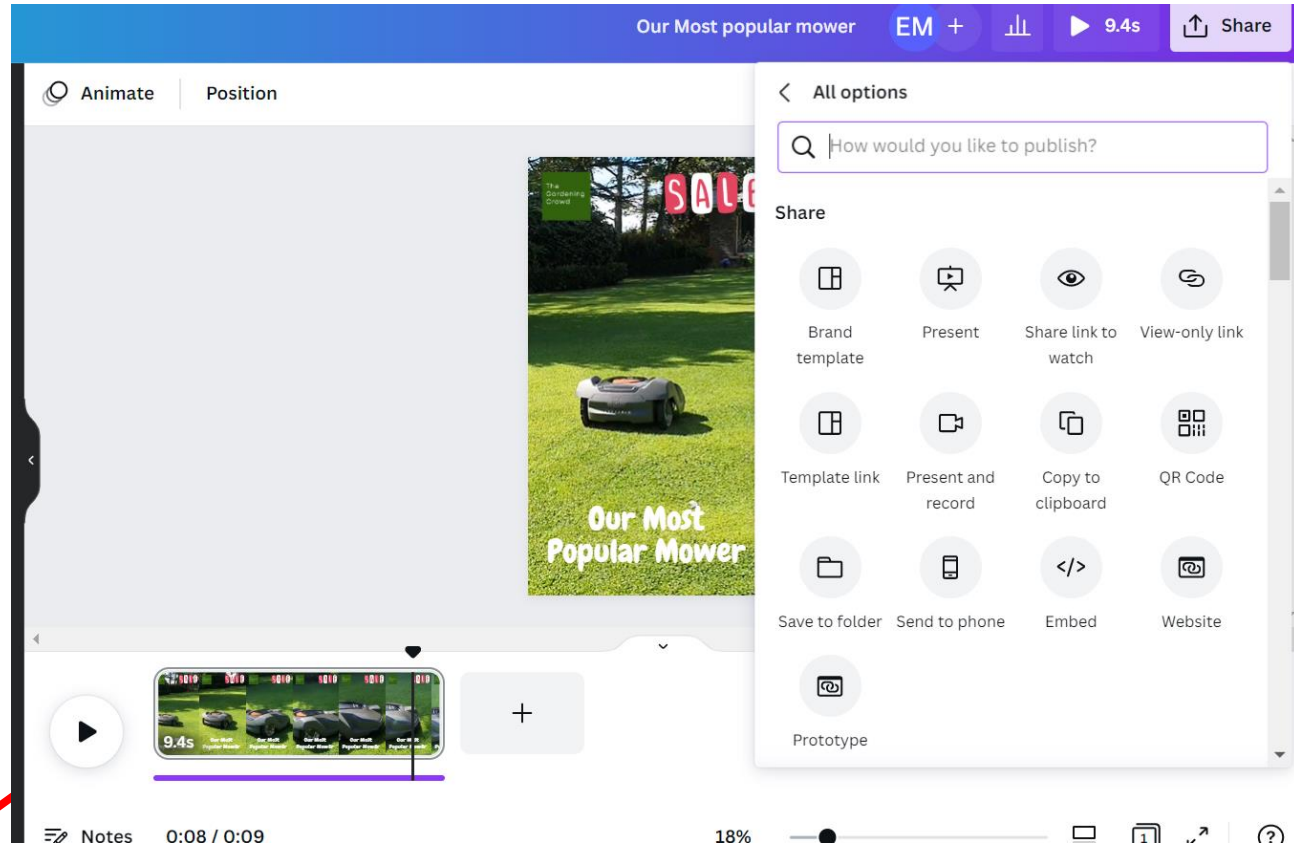 Our Most popular mower
EM
+
9.4s
Share
Animate
Position
All options
How would you like to publish?
Share
The
Gardening
Crowd
SALE
Brand
template
Present
Share link to
watch
View-only link
Template link
Present and
record
Copy to
clipboard
QR Code
Our Most
Popular Mower
Save to folder
Send to phone
</>
Embed
Website
Prototype
9.4s
+
Notes
0:08 / 0:09
18%
1
?